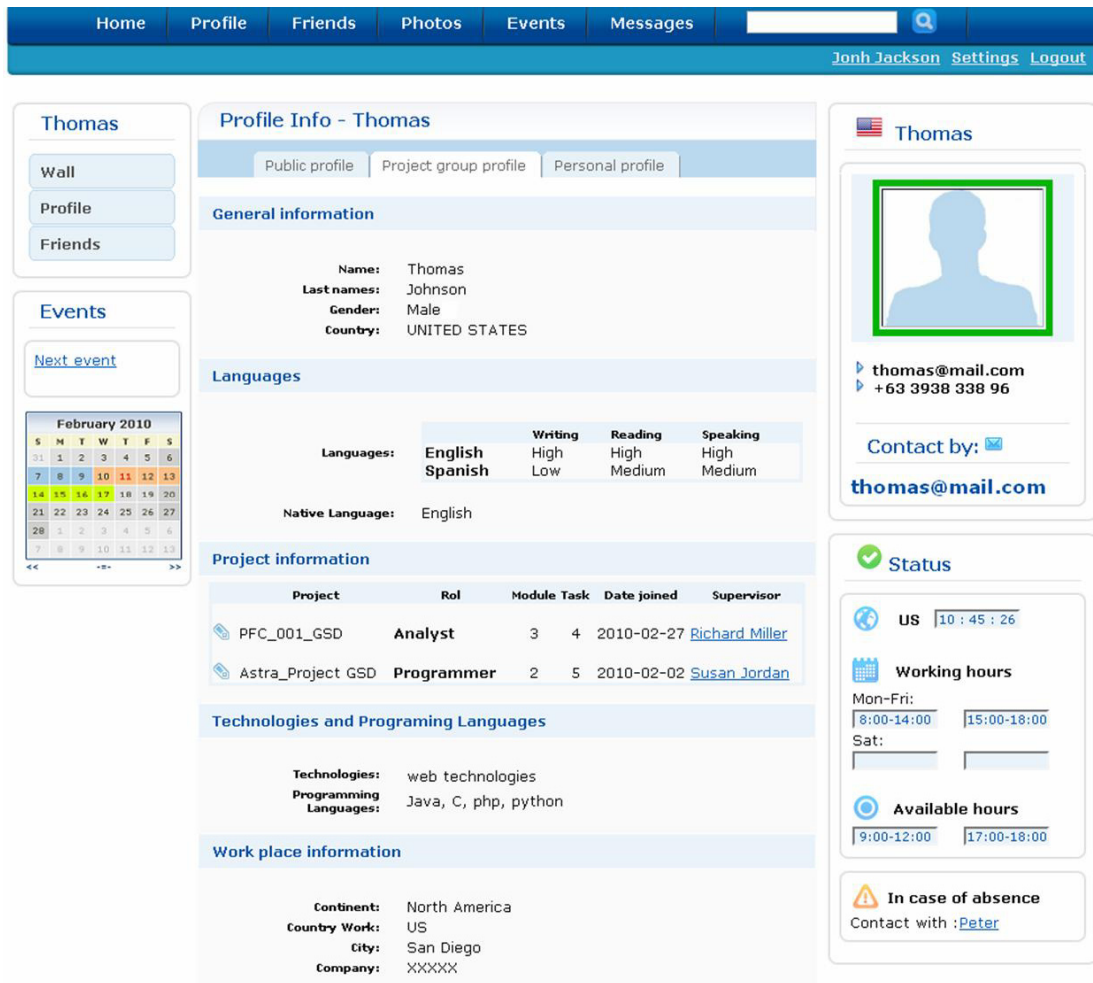 Home Profile Friends Photos Events Messages
Jonh Jackson Settings Logout
Thomas
Wall
Profile
Friends
Events
Next event
February 2010
S M T W T F S
31 1 2 3 4 5 6
7 8 9 10 11 12 13
14 15 16 17 18 19 20
21 22 23 24 25 26 27
28 1 2 3 4 5 6
7 8 9 10 11 12 13
<< -=- >>
Profile Info - Thomas
Public profile Project group profile Personal profile
General information
Name: Thomas
Last names: Johnson
Gender: Male
Country: UNITED STATES
Languages
Writing Reading Speaking
Languages: English High High High
Spanish Low Medium Medium
Native Language: English
Project information
Project Rol Module Task Date joined Supervisor
PFC_001_GSD Analyst 3 4 2010-02-27 Richard Miller
Astra_Project GSD Programmer 2 5 2010-02-02 Susan Jordan
Technologies and Programing Languages
Technologies: web technologies
Programming
Languages: Java, C, php, python
Work place information
Continent: North America
Country Work: US
City: San Diego
Company: XXXXX
Thomas
thomas@mail.com
+63 3938 338 96
Contact by:
thomas@mail.com
Status
US 10 : 45 : 26
Working hours
Mon-Fri:
8:00-14:00 15:00-18:00
Sat:
Available hours
9:00-12:00 17:00-18:00
In case of absence
Contact with :Peter